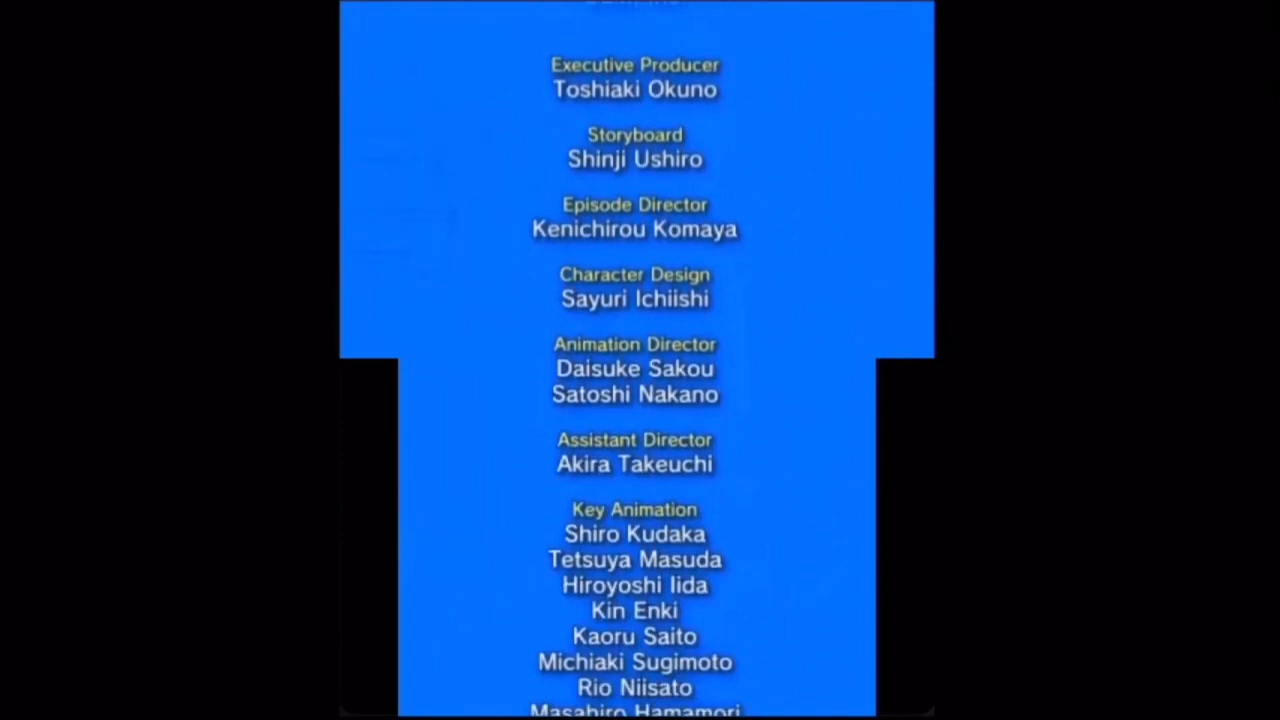 Executive Producer
Toshiaki Okuno
Storyboard
Shinji Ushiro
Episode Director
Kenichirou Komaya
Character Design
Sayuri Ichiishi
Animation Director
Daisuke Sakou
Satoshi Nakano
Assistant Director
Akira Takeuchi
Key Animation
Shiro Kudaka
Tetsuya Masuda
Hiroyoshi Iida
Kin Enki
Kaoru Saito
Michiaki Sugimoto
Rio Niisato
Masahiro Hamamori